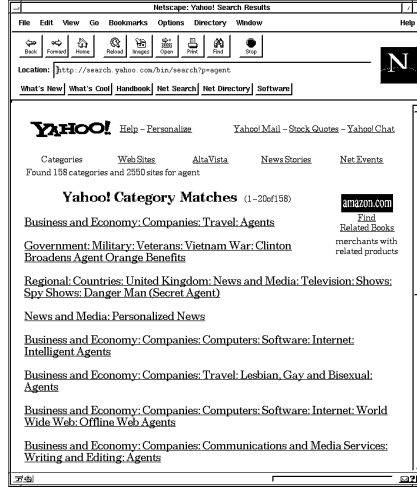 Netscape: Yahoo! Search Results
File Edit View Go Bookmarks Options Directory Window Help
Back Forward Home Reload Images Open Print Find Stop
Location: http://search.yahoo.com/bin/search?p=agent
N
What's New What's Cool Handbook Net Search Net Directory Software
YAHOO! Help – Personalize Yahoo! Mail – Stock Quotes – Yahoo! Chat
Categories Web Sites AltaVista News Stories Net Events
Found 158 categories and 2550 sites for agent
Yahoo! Category Matches (1-20of158)
amazon.com
Find
Related Books
merchants with
related products
Business and Economy: Companies: Travel: Agents
Government: Military: Veterans: Vietnam War: Clinton
Broadens Agent Orange Benefits
Regional: Countries: United Kingdom: News and Media: Television: Shows:
Spy Shows: Danger Man (Secret Agent)
News and Media: Personalized News
Business and Economy: Companies: Computers: Software: Internet:
Intelligent Agents
Business and Economy: Companies: Travel: Lesbian, Gay and Bisexual:
Agents
Business and Economy: Companies: Computers: Software: Internet: World
Wide Web: Offline Web Agents
Business and Economy: Companies: Communications and Media Services:
Writing and Editing: Agents